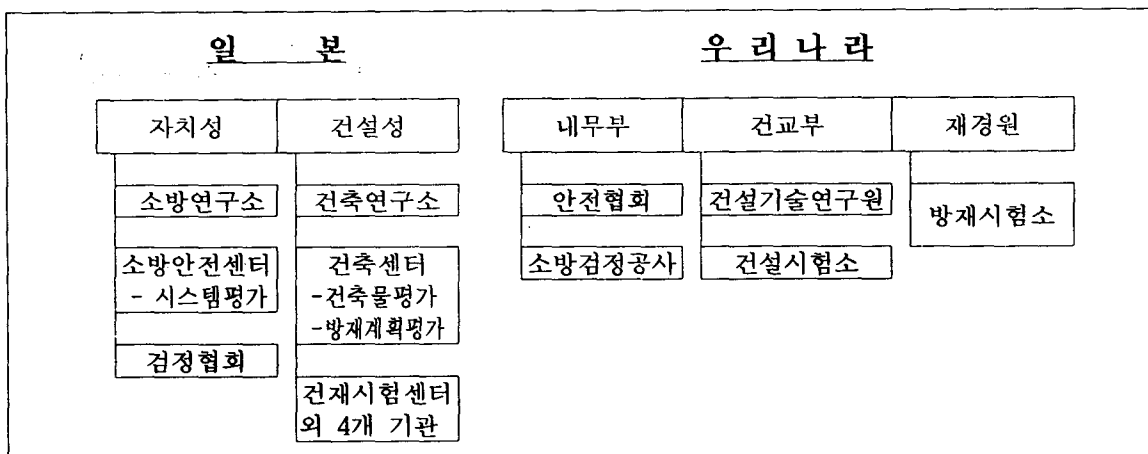 일 본
자치성
건설성
소방연구소
건축연구소
소방안전센터
- 시스템평가
건축센터
-건축물평가
-방재계획평가
검정협회
건재시험센터
외 4개 기관
우 리 나 라
내무부
건교부
재경원
안전협회
건설기술연구원
방재시험소
소방검정공사
건설시험소